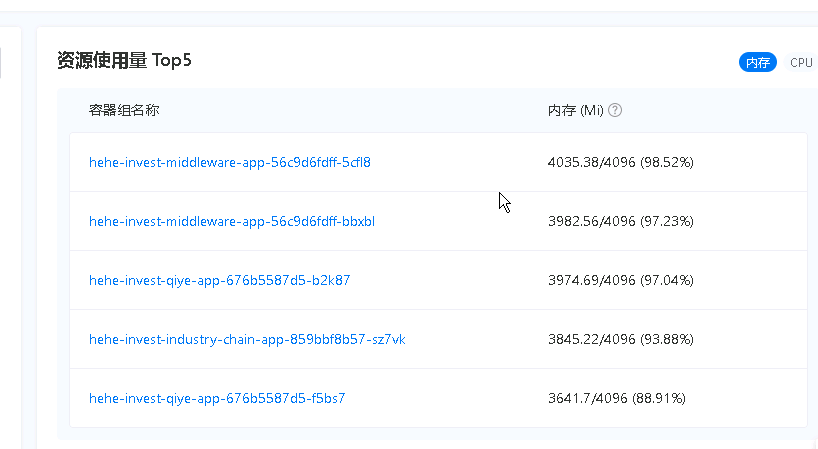 资源使用量 Top5
内存 CPU
容器组名称 内存 (Mi) ?
hehe-invest-middleware-app-56c9d6fdff-5cfl8 4035.38/4096 (98.52%)
hehe-invest-middleware-app-56c9d6fdff-bbxbl 3982.56/4096 (97.23%)
hehe-invest-qiye-app-676b5587d5-b2k87 3974.69/4096 (97.04%)
hehe-invest-industry-chain-app-859bbf8b57-sz7vk 3845.22/4096 (93.88%)
hehe-invest-qiye-app-676b5587d5-f5bs7 3641.7/4096 (88.91%)